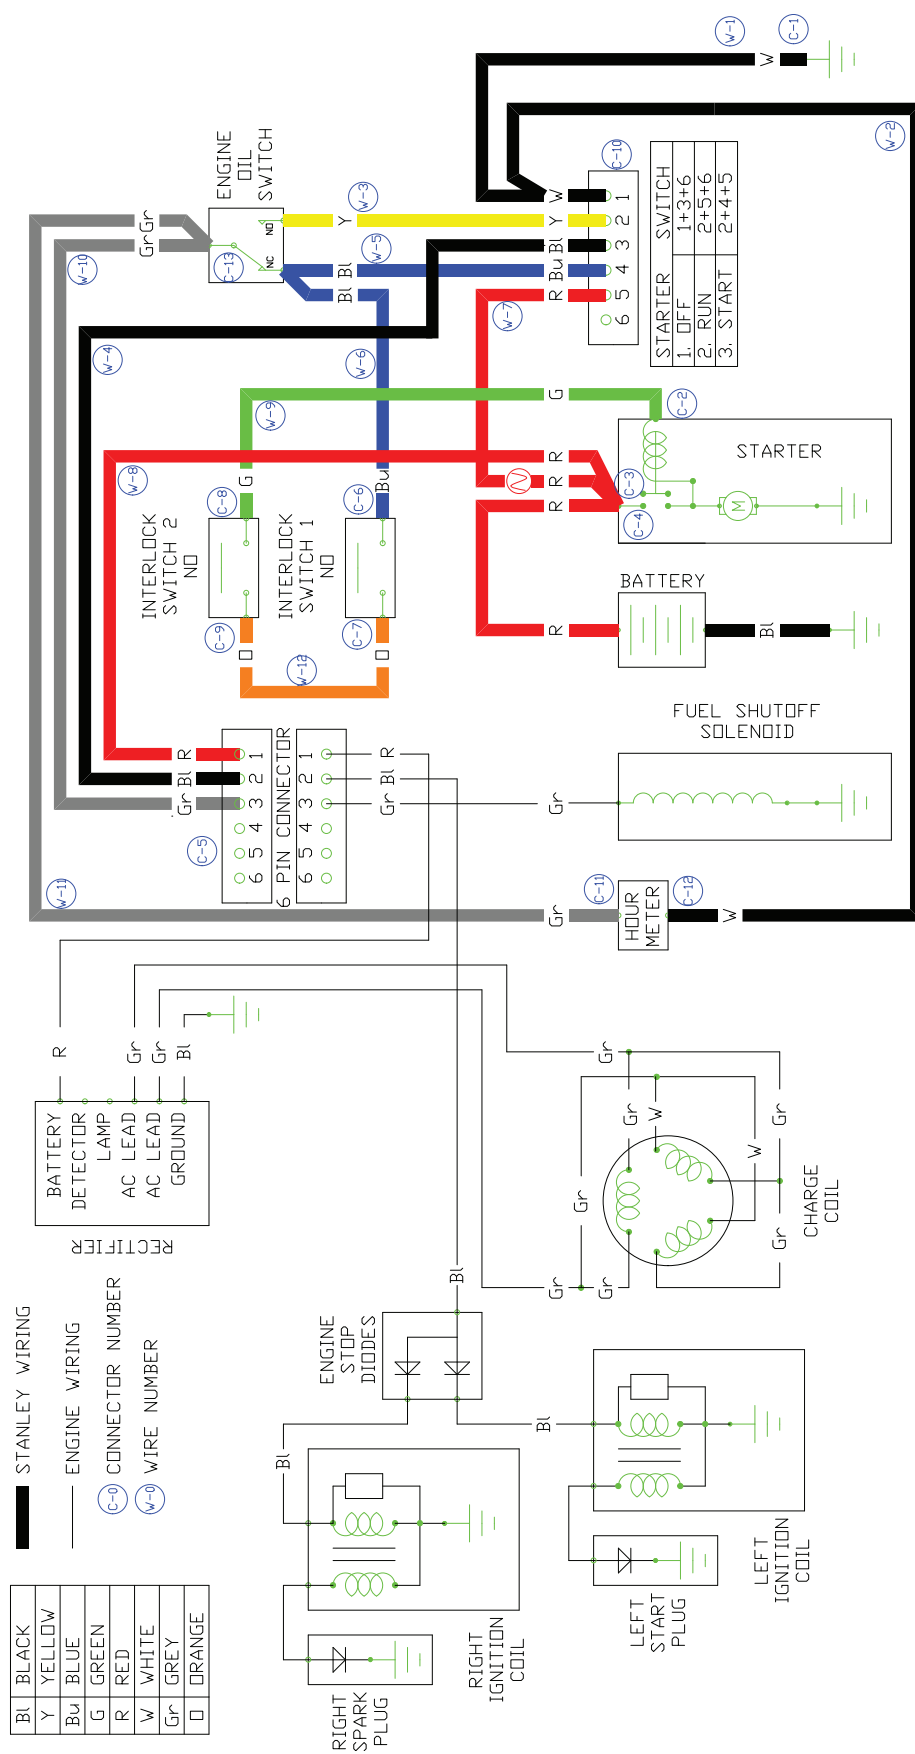 W-1
C-1
W
W-2
ENGINE
OIL
SWITCH
C-10
W-3
Gr
Gr
Y
W
Y
Bl
Bu
R
1
2
3
4
5
6
NO
NC
C-13
W-10
W-5
Bl
Bl
W-7
STARTER SWITCH
1. OFF 1+3+6
2. RUN 2+5+6
3. START 2+4+5
W-4
W-6
W-9
G
C-2
W-8
R
R
R
G
Bu
C-3
C-4
STARTER
M
C-8
C-6
INTERLOCK
SWITCH 2
NO
INTERLOCK
SWITCH 1
NO
C-9
C-7
O
O
W-12
BATTERY
R
Bl
FUEL SHUTOFF
SOLENOID
R
Bl
Gr
1
2
3
4
5
6
6 PIN CONNECTOR
1
2
3
4
5
6
R
Bl
Gr
Gr
C-5
W-11
C-11
C-12
HOUR
METER
Gr
W
R
Gr
Gr
Bl
BATTERY
DETECTOR
LAMP
AC LEAD
AC LEAD
GROUND
RECTIFIER
Gr
Gr
W
Gr
W
Gr
Gr
Gr
Gr
CHARGE
COIL
Bl
ENGINE
STOP
DIODES
STANLEY WIRING
ENGINE WIRING
C-0 CONNECTOR NUMBER
W-0 WIRE NUMBER
Bl
Bl
RIGHT
IGNITION
COIL
LEFT
IGNITION
COIL
RIGHT
SPARK
PLUG
LEFT
START
PLUG
Bl BLACK
Y YELLOW
Bu BLUE
G GREEN
R RED
W WHITE
Gr GREY
O ORANGE